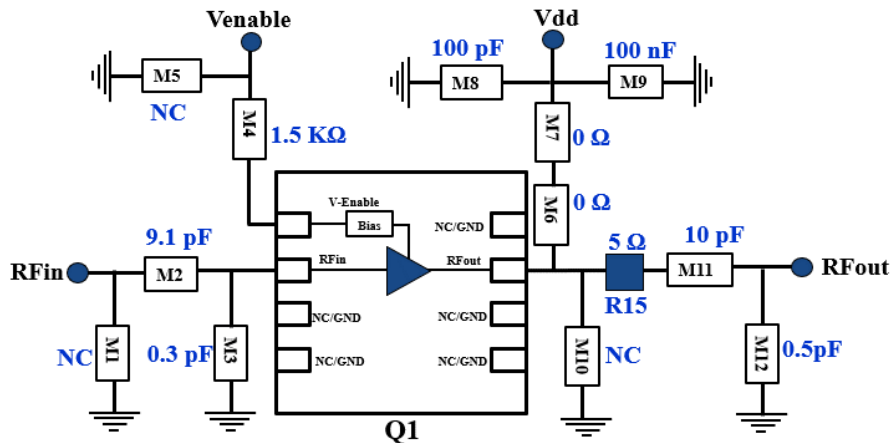 Venable
Vdd
100 pF
100 nF
M5
M8
M9
NC
M4
1.5 KΩ
M7
0 Ω
V-Enable
Bias
NC/GND
M6
0 Ω
9.1 pF
5 Ω
10 pF
RFin
M2
RFin
RFout
M11
RFout
R15
NC
M1
0.3 pF
M3
NC/GND
NC/GND
M10
NC
M12
0.5pF
NC/GND
NC/GND
Q1